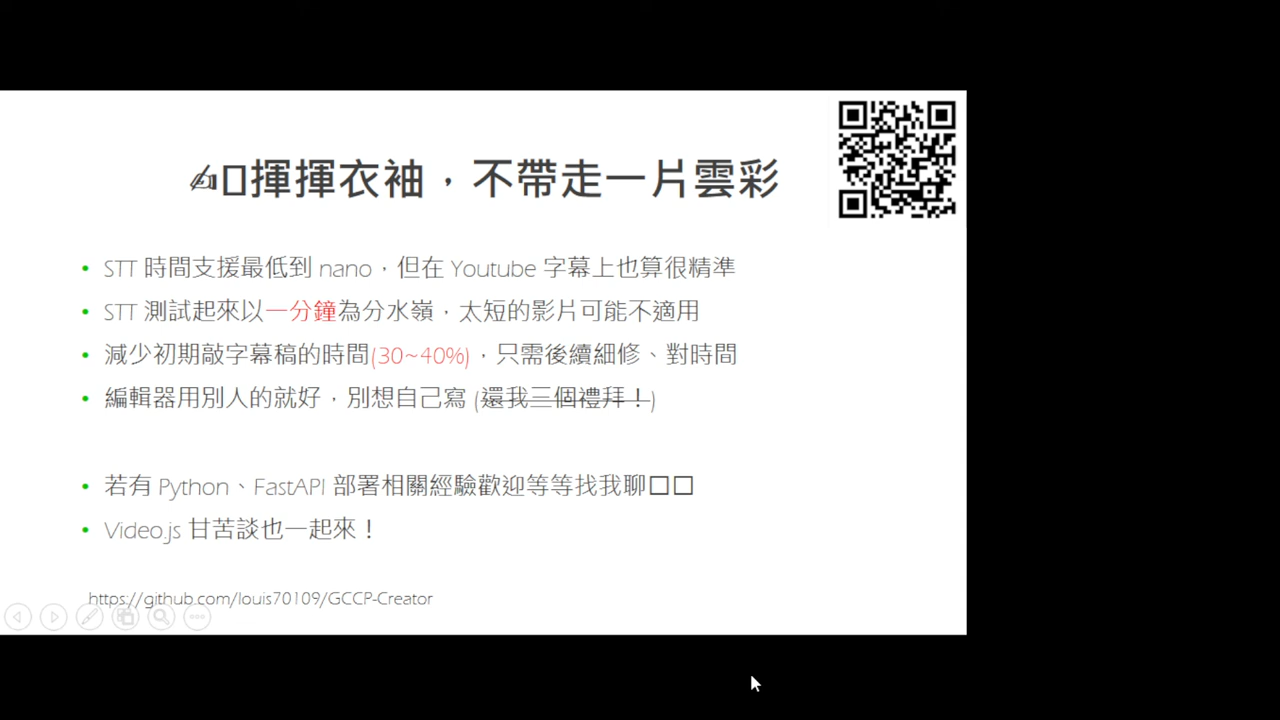 ✍□揮揮衣袖，不帶走一片雲彩
• STT 時間支援最低到 nano，但在 Youtube 字幕上也算很精準
• STT 測試起來以一分鐘為分水嶺，太短的影片可能不適用
• 減少初期敲字幕稿的時間(30~40%)，只需後續細修、對時間
• 編輯器用別人的就好，別想自己寫 (還我三個禮拜！)
• 若有 Python、FastAPI 部署相關經驗歡迎等等找我聊□□
• Video.js 甘苦談也一起來！
https://github.com/louis70109/GCCP-Creator